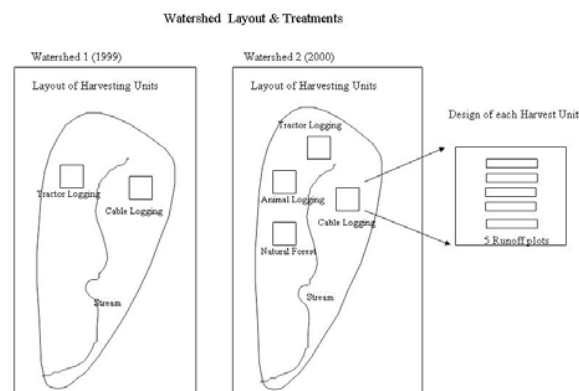 Watershed Layout & Treatments
Watershed 1 (1999)
Layout of Harvesting Units
Tractor Logging
Cable Logging
Stream
Watershed 2 (2000)
Layout of Harvesting Units
Tractor Logging
Animal Logging
Cable Logging
Natural Forest
Stream
Design of each Harvest Unit
5 Runoff plots